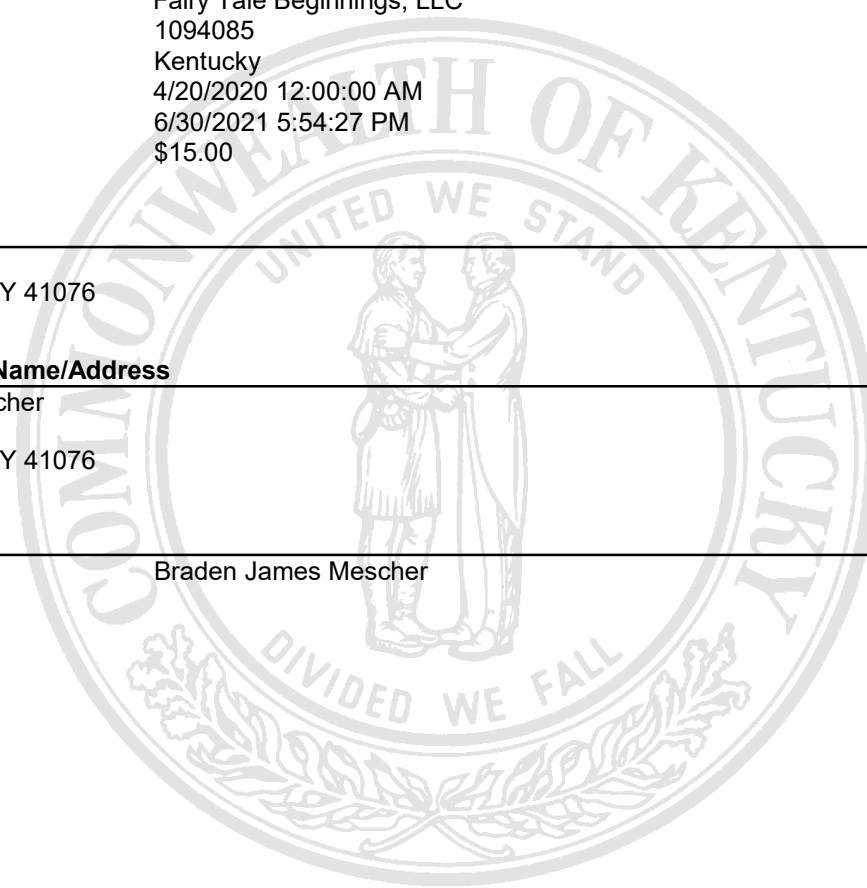 Fairy Tale Beginnings, LLC
1094085
Kentucky
4/20/2020 12:00:00 AM
6/30/2021 5:54:27 PM
$15.00
Y 41076
Name/Address
cher
Y 41076
Braden James Mescher
COMMONWEALTH OF KENTUCKY
UNITED WE STAND
DIVIDED WE FALL